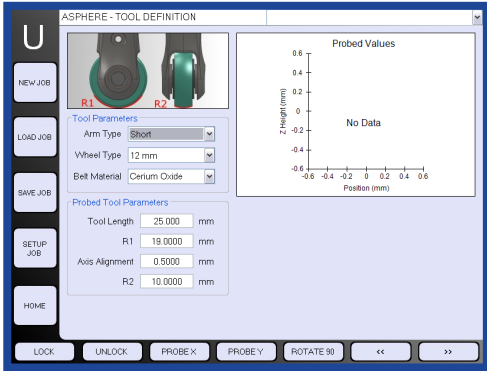 ASPHERE - TOOL DEFINITION
U
NEW JOB
LOAD JOB
SAVE JOB
SETUP
JOB
HOME
R1
R2
Tool Parameters
Arm Type Short
Wheel Type 12 mm
Belt Material Cerium Oxide
Probed Tool Parameters
Tool Length 25.000 mm
R1 19.0000 mm
Axis Alignment 0.5000 mm
R2 10.0000 mm
Probed Values
Z Height (mm)
0.6
0.4
0.2
0
-0.2
-0.4
-0.6
No Data
-0.6 -0.4 -0.2 0 0.2 0.4 0.6
Position (mm)
LOCK UNLOCK PROBE X PROBE Y ROTATE 90 << >>